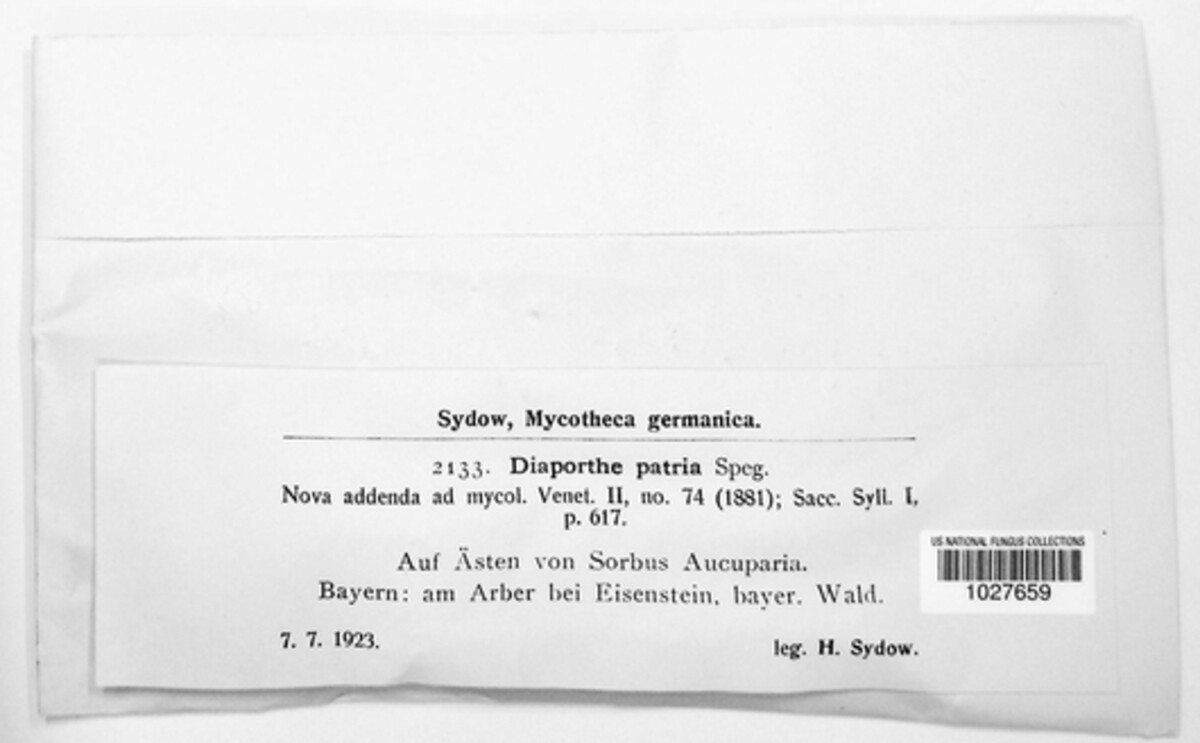 Sydow, Mycotheca germanica.
2133. Diaporthe patria Speg.
Nova addenda ad mycol. Venet. II, no. 74 (1881); Sacc. Syll. I,
p. 617.
Auf Ästen von Sorbus Aucuparia.
Bayern: am Arber bei Eisenstein, bayer. Wald.
7. 7. 1923.
leg. H. Sydow.
US NATIONAL FUNGUS COLLECTIONS
1027659